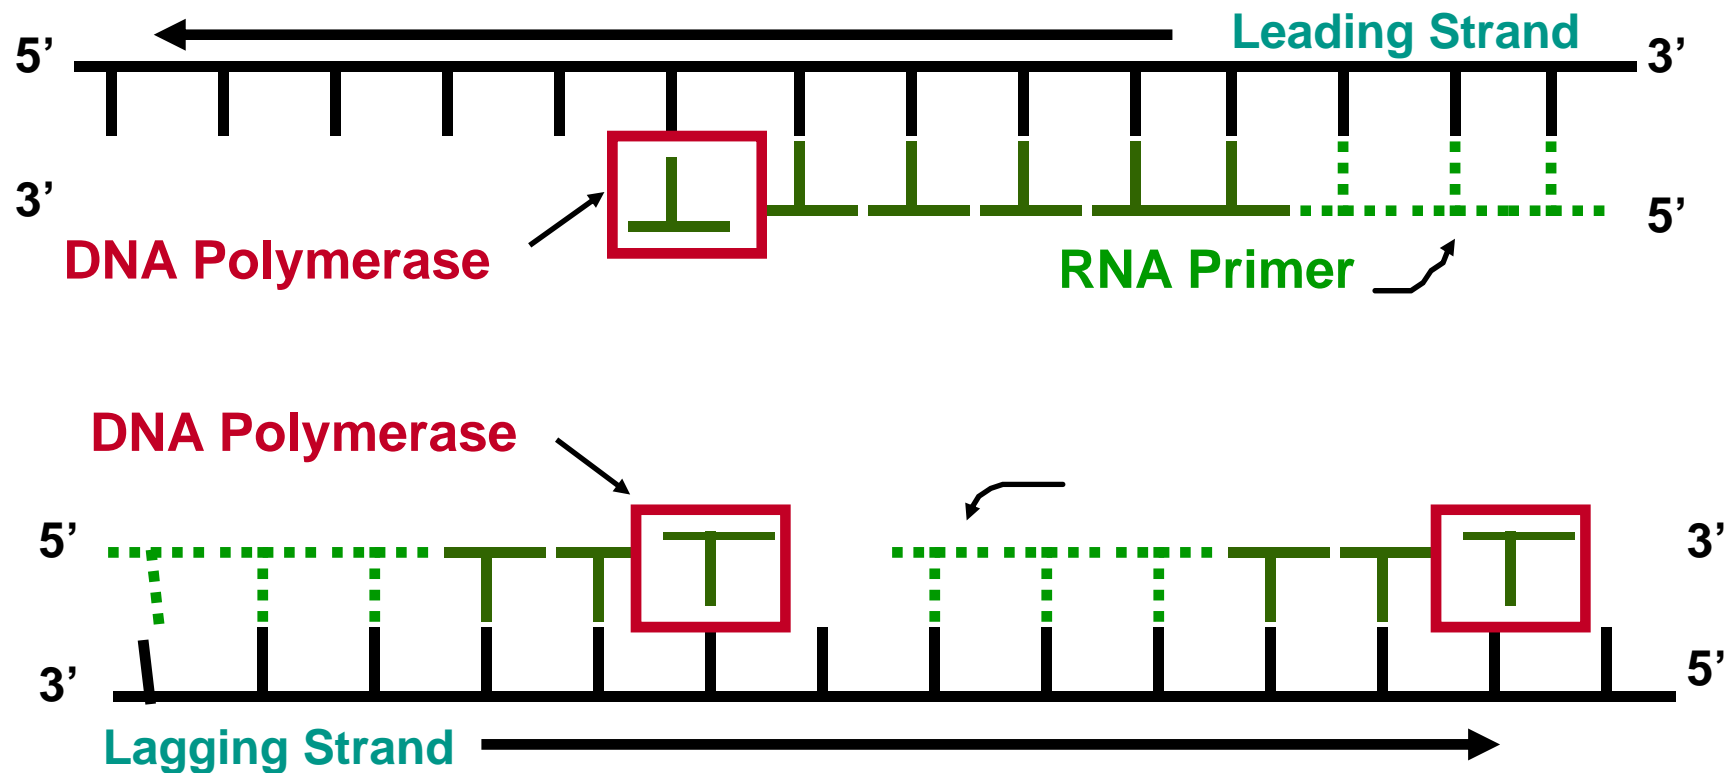 Leading Strand
5’ 3’
3’ 5’
DNA Polymerase RNA Primer
DNA Polymerase
5’ 3’
3’ 5’
Lagging Strand